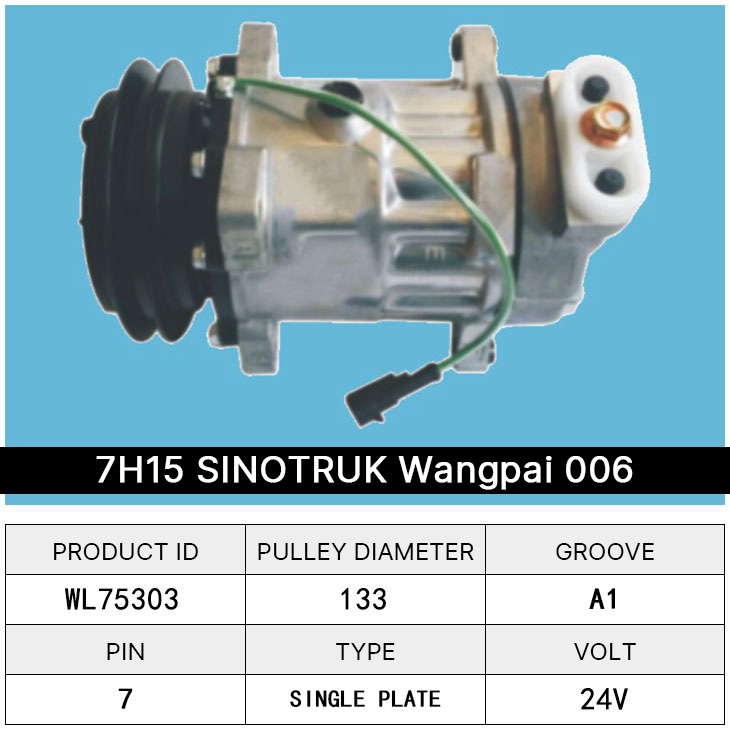 7H15 SINOTRUK Wangpai 006
PRODUCT ID PULLEY DIAMETER GROOVE
WL75303 133 A1
PIN TYPE VOLT
7 SINGLE PLATE 24V